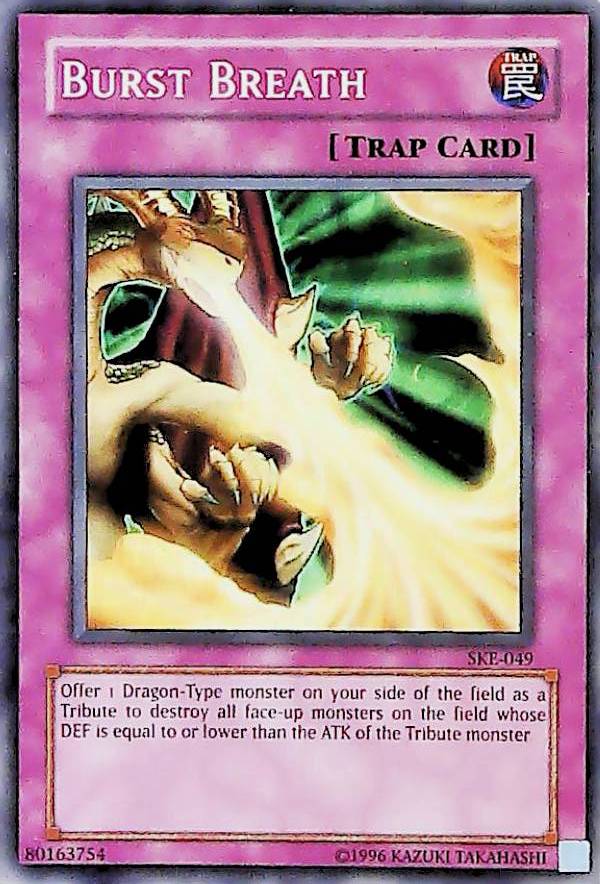 BURST BREATH
TRAP
罠
[TRAP CARD]
SKE-049
Offer 1 Dragon-Type monster on your side of the field as a
Tribute to destroy all face-up monsters on the field whose
DEF is equal to or lower than the ATK of the Tribute monster
80163754
©1996 KAZUKI TAKAHASHI